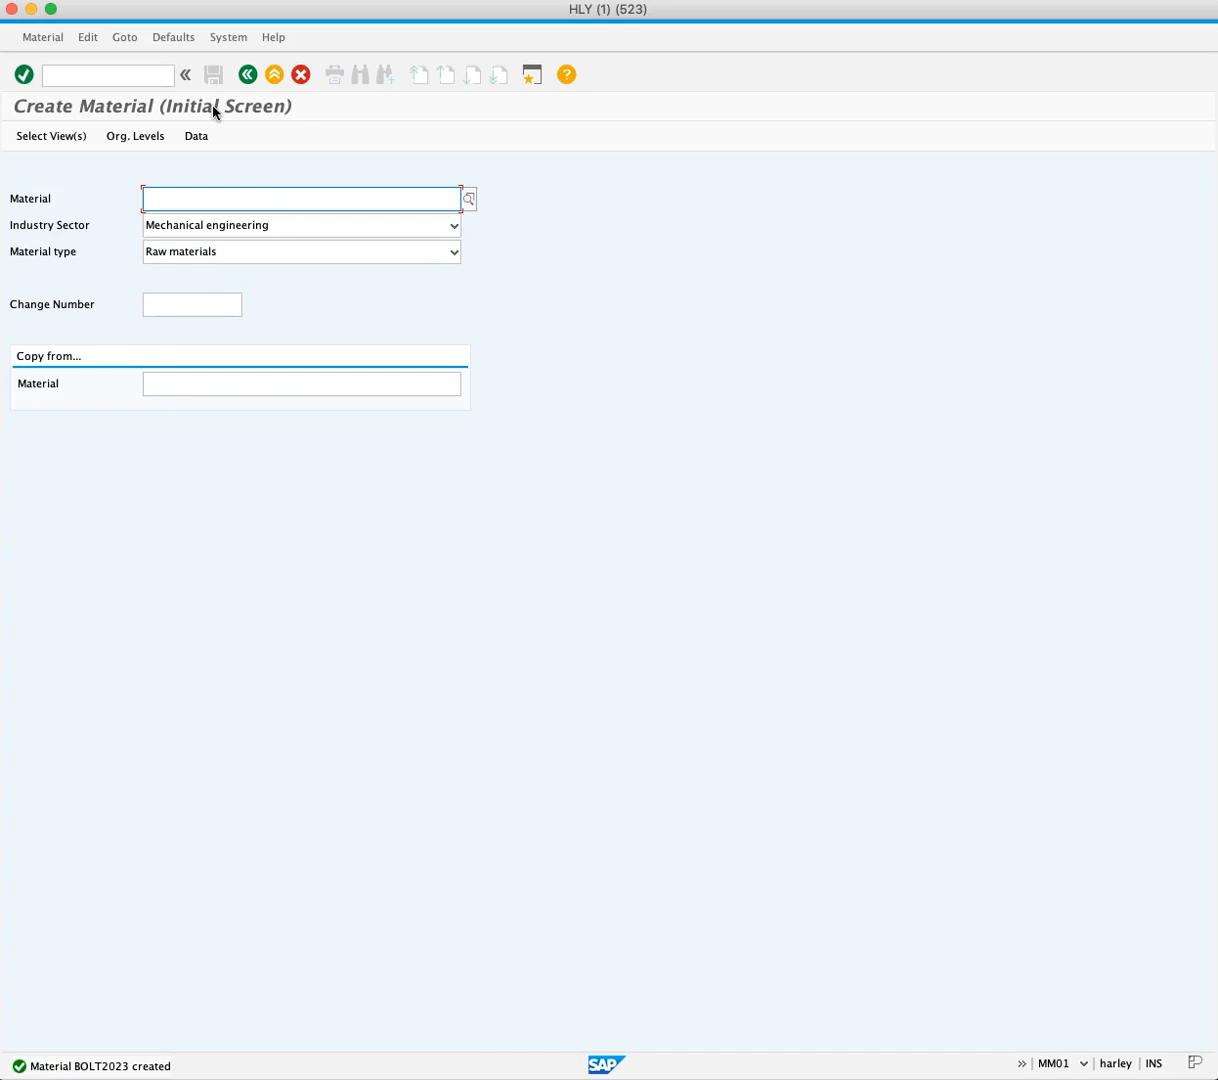 HLY (1) (523)
Material Edit Goto Defaults System Help
Create Material (Initial Screen)
Select View(s) Org. Levels Data
Material
Industry Sector Mechanical engineering
Material type Raw materials
Change Number
Copy from...
Material
Material BOLT2023 created SAP MM01 harley INS